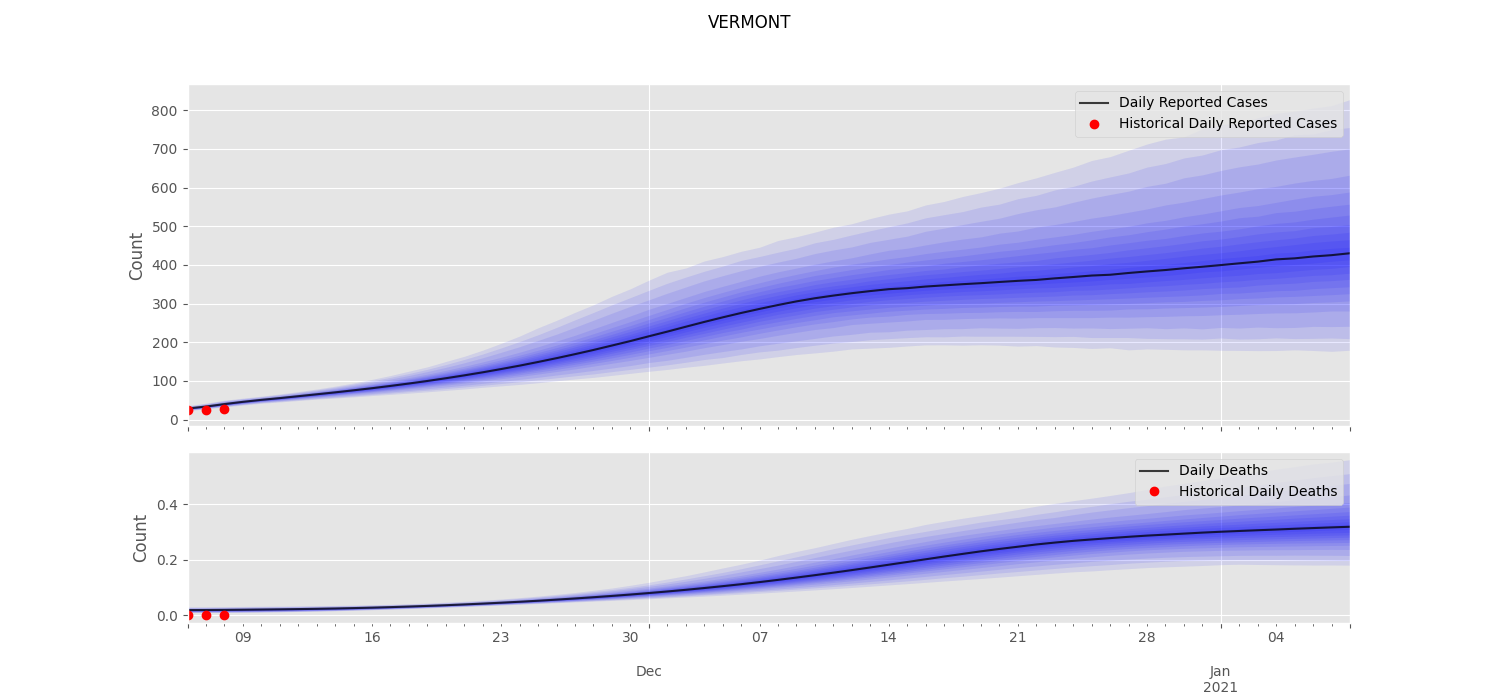 VERMONT
800
700
600
500
400
300
200
100
0
Count
Daily Reported Cases
Historical Daily Reported Cases
0.4
0.2
0.0
Count
Daily Deaths
Historical Daily Deaths
09 16 23 30 07 14 21 28 04
Dec Jan
2021